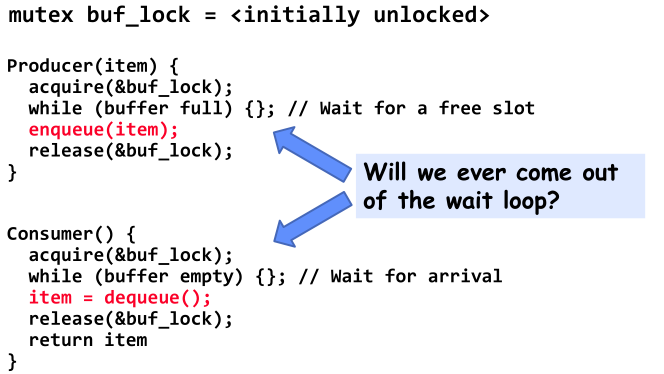 mutex buf_lock = <initially unlocked>
Producer(item) {
acquire(&buf_lock);
while (buffer full) {}; // Wait for a free slot
enqueue(item);
release(&buf_lock);
}
Will we ever come out
of the wait loop?
Consumer() {
acquire(&buf_lock);
while (buffer empty) {}; // Wait for arrival
item = dequeue();
release(&buf_lock);
return item
}